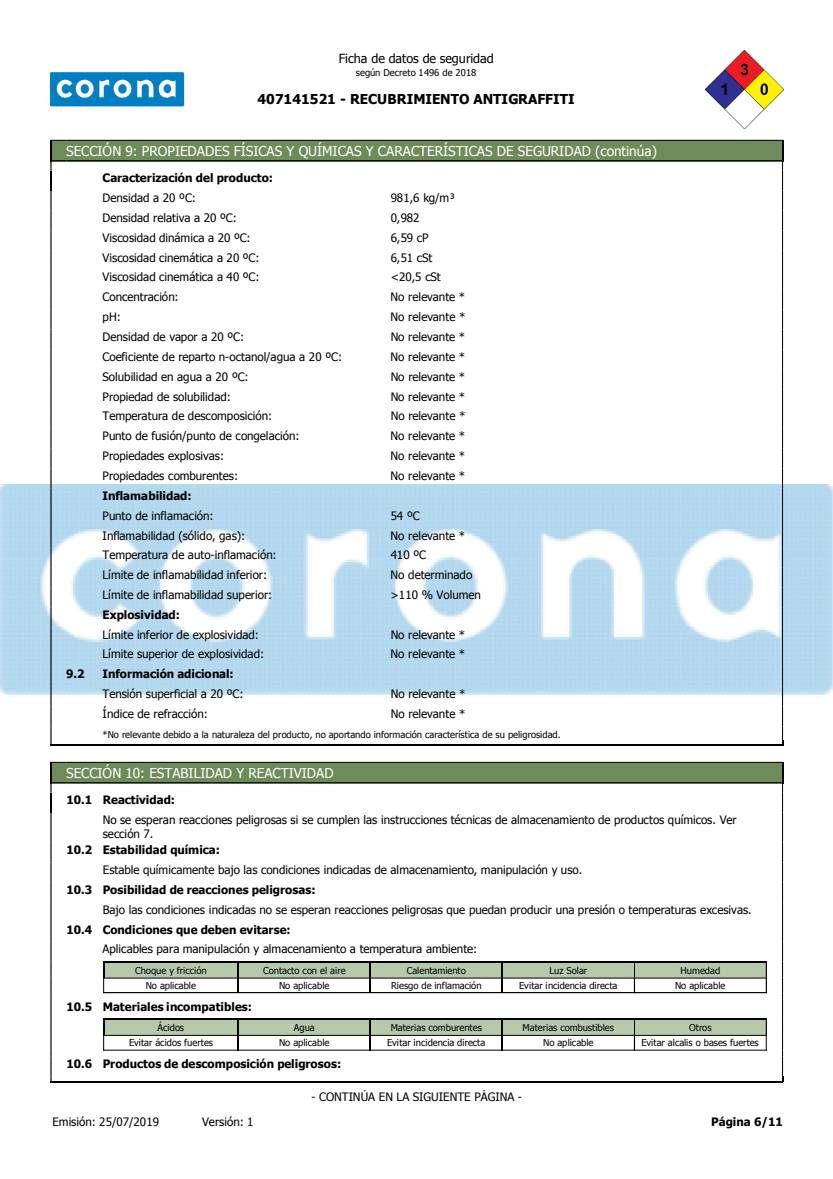 Ficha de datos de seguridad
según Decreto 1496 de 2018
corona
407141521 - RECUBRIMIENTO ANTIGRAFFITI
3
1 0
SECCIÓN 9: PROPIEDADES FÍSICAS Y QUÍMICAS Y CARACTERÍSTICAS DE SEGURIDAD (continúa)
Caracterización del producto:
Densidad a 20 ºC: 981,6 kg/m³
Densidad relativa a 20 ºC: 0,982
Viscosidad dinámica a 20 ºC: 6,59 cP
Viscosidad cinemática a 20 ºC: 6,51 cSt
Viscosidad cinemática a 40 ºC: <20,5 cSt
Concentración: No relevante *
pH: No relevante *
Densidad de vapor a 20 ºC: No relevante *
Coeficiente de reparto n-octanol/agua a 20 ºC: No relevante *
Solubilidad en agua a 20 ºC: No relevante *
Propiedad de solubilidad: No relevante *
Temperatura de descomposición: No relevante *
Punto de fusión/punto de congelación: No relevante *
Propiedades explosivas: No relevante *
Propiedades comburentes: No relevante *
Inflamabilidad:
Punto de inflamación: 54 ºC
Inflamabilidad (sólido, gas): No relevante *
Temperatura de auto-inflamación: 410 ºC
Límite de inflamabilidad inferior: No determinado
Límite de inflamabilidad superior: >110 % Volumen
Explosividad:
Límite inferior de explosividad: No relevante *
Límite superior de explosividad: No relevante *
corona
9.2 Información adicional:
Tensión superficial a 20 ºC: No relevante *
Índice de refracción: No relevante *
*No relevante debido a la naturaleza del producto, no aportando información característica de su peligrosidad.
SECCIÓN 10: ESTABILIDAD Y REACTIVIDAD
10.1 Reactividad:
No se esperan reacciones peligrosas si se cumplen las instrucciones técnicas de almacenamiento de productos químicos. Ver
sección 7.
10.2 Estabilidad química:
Estable químicamente bajo las condiciones indicadas de almacenamiento, manipulación y uso.
10.3 Posibilidad de reacciones peligrosas:
Bajo las condiciones indicadas no se esperan reacciones peligrosas que puedan producir una presión o temperaturas excesivas.
10.4 Condiciones que deben evitarse:
Aplicables para manipulación y almacenamiento a temperatura ambiente:
Choque y fricción Contacto con el aire Calentamiento Luz Solar Humedad
No aplicable No aplicable Riesgo de inflamación Evitar incidencia directa No aplicable
10.5 Materiales incompatibles:
Ácidos Agua Materias comburentes Materias combustibles Otros
Evitar ácidos fuertes No aplicable Evitar incidencia directa No aplicable Evitar alcalis o bases fuertes
10.6 Productos de descomposición peligrosos:
- CONTINÚA EN LA SIGUIENTE PÁGINA -
Emisión: 25/07/2019 Versión: 1 Página 6/11